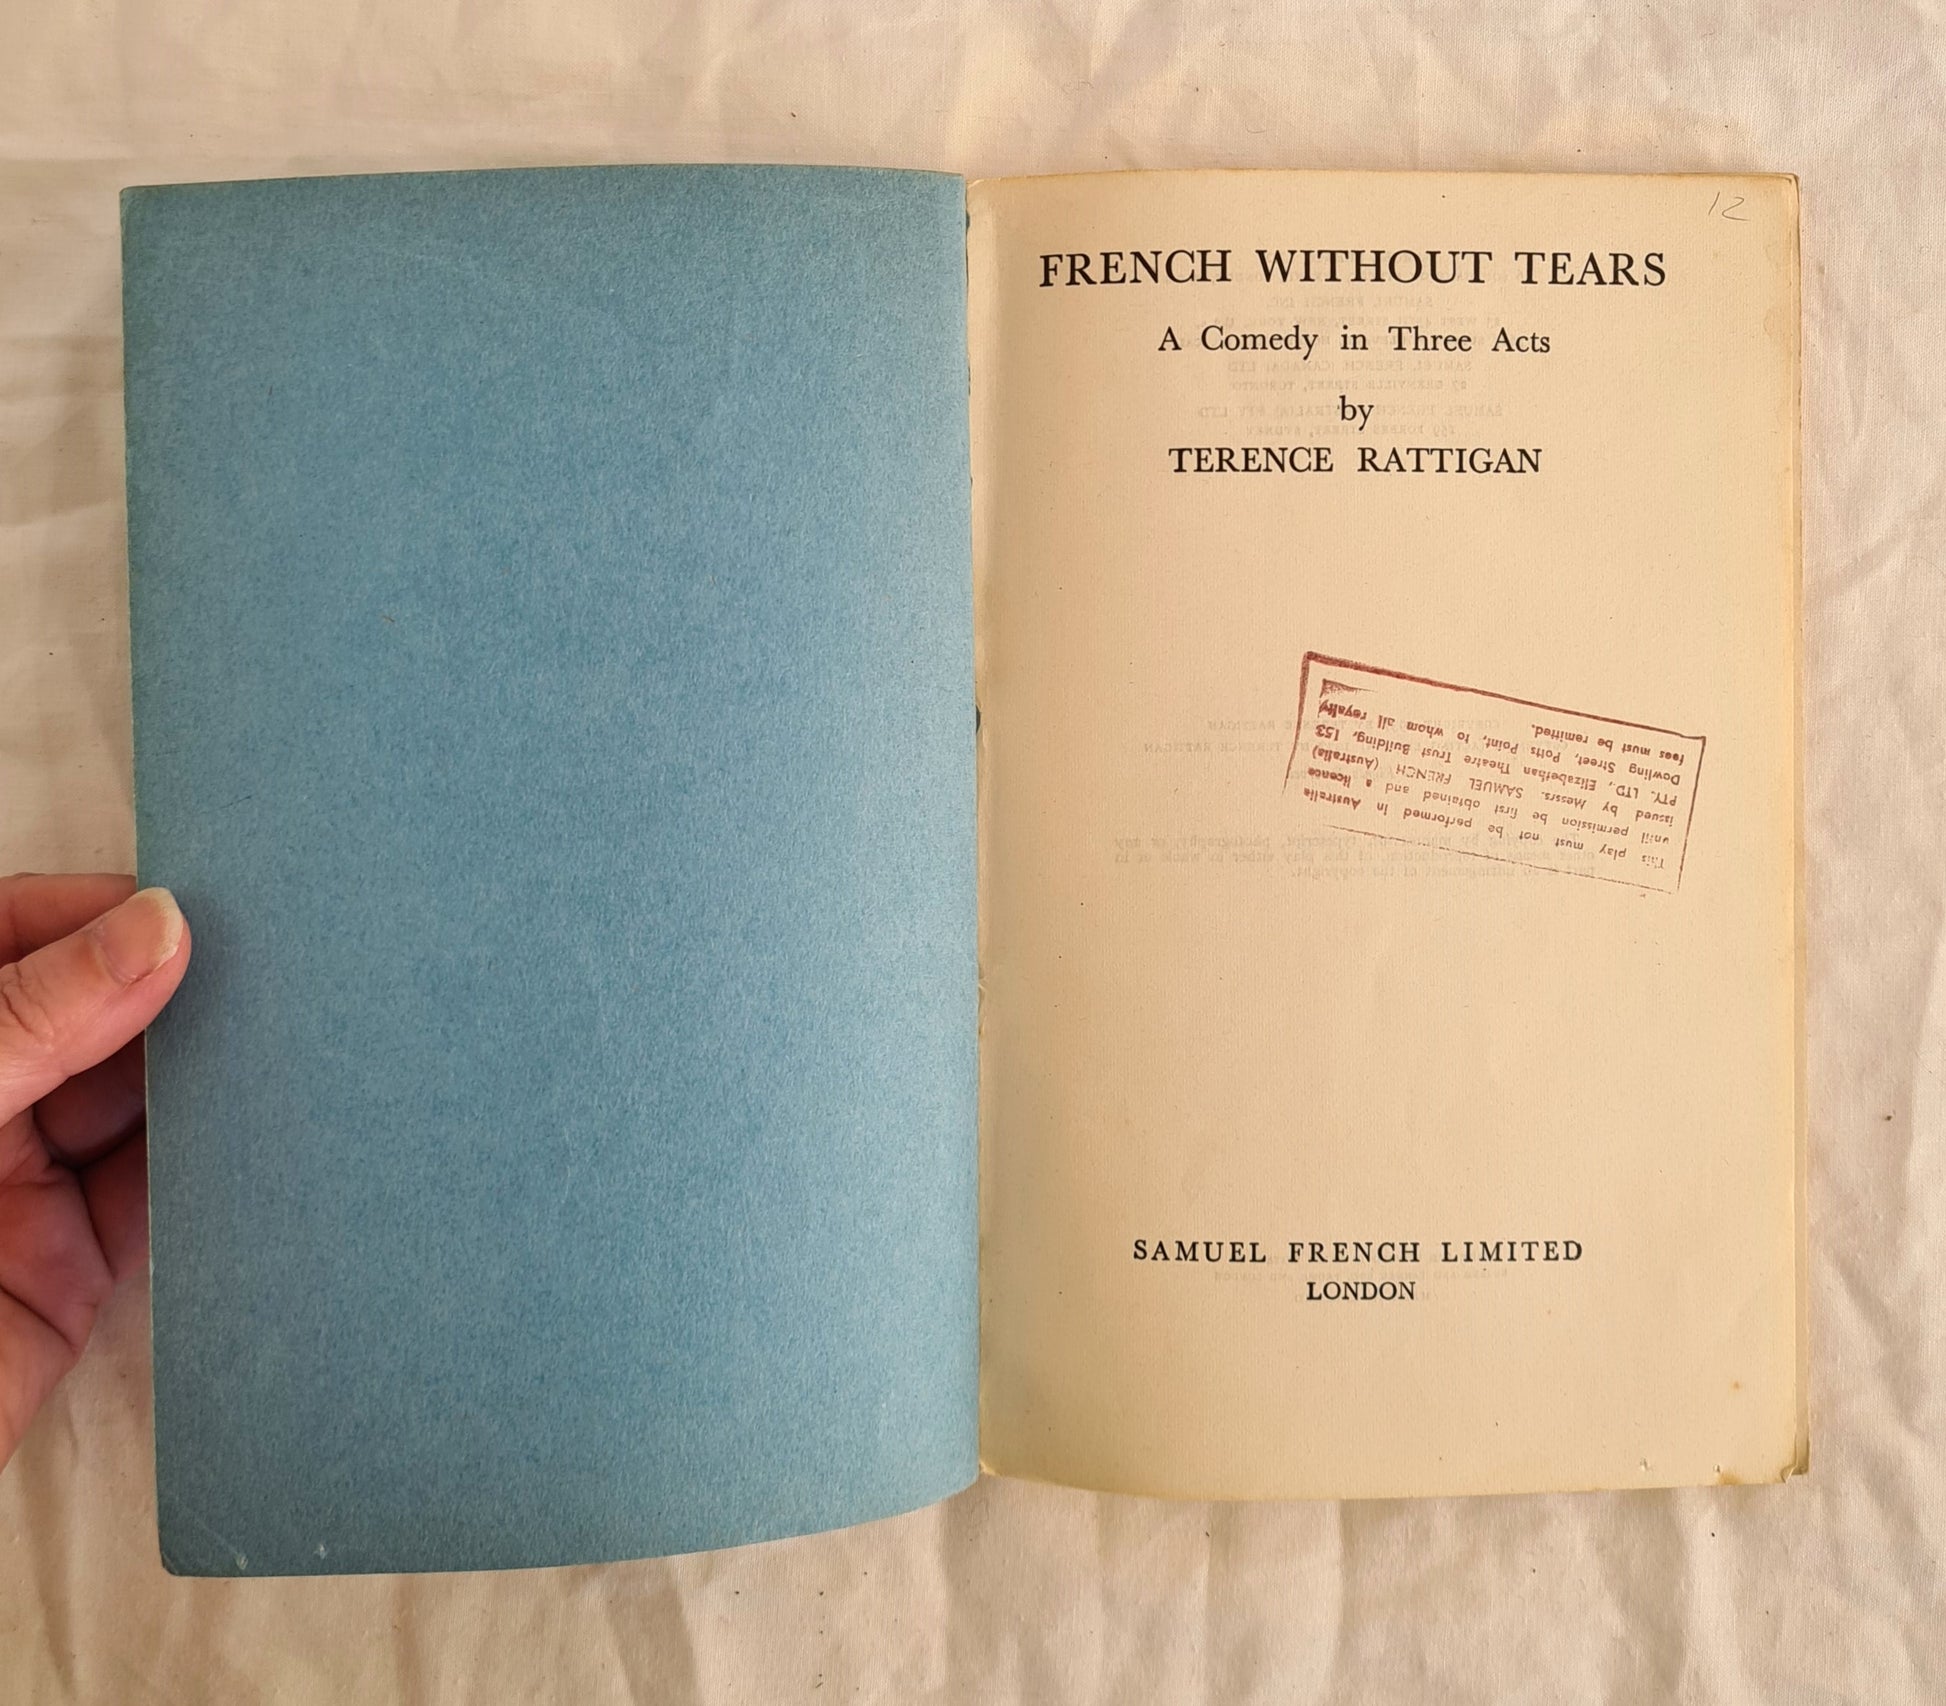 12
FRENCH WITHOUT TEARS
A Comedy in Three Acts
by
TERENCE RATTIGAN
This play must not be performed in Australia
until permission be first obtained and a licence
issued by Messrs. SAMUEL FRENCH (Australia)
PTY. LTD., Elizabethan Theatre Trust Building, 153
Dowling Street, Potts Point, to whom all royalty
fees must be remitted.
SAMUEL FRENCH LIMITED
LONDON